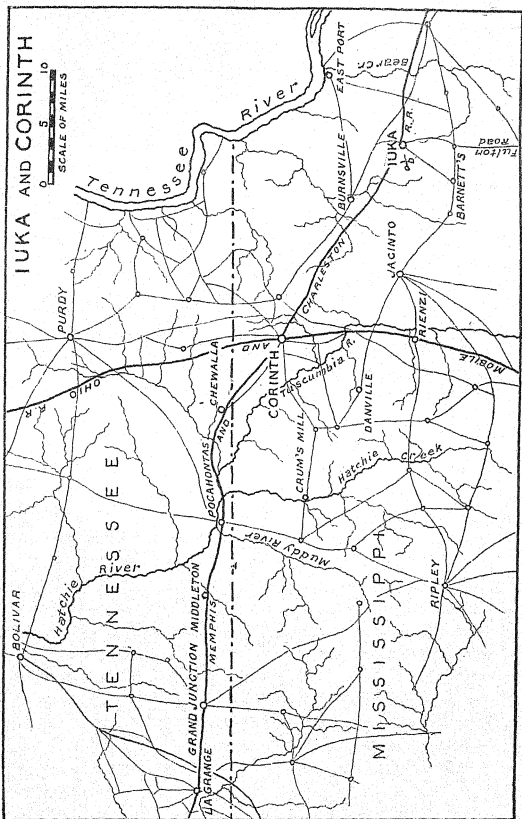 IUKA AND CORINTH
0 5 10
SCALE OF MILES
Tennessee River
EAST PORT
Bear Cr.
PURDY
BURNSVILLE
IUKA
R.R.
Fulton
Road
BARNETT'S
JACINTO
CHARLESTON
AND
OHIO R.R.
CHEWALLA
CORINTH
Tuscumbia R.
RIENZI
MOBILE
AND
DANVILLE
POCAHONTAS
CRUM'S MILL
Hatchie Creek
Muddy River
TENNESSEE
Hatchie River
BOLIVAR
MIDDLETON
MEMPHIS
GRAND JUNCTION
LA GRANGE
RIPLEY
MISSISSIPPI